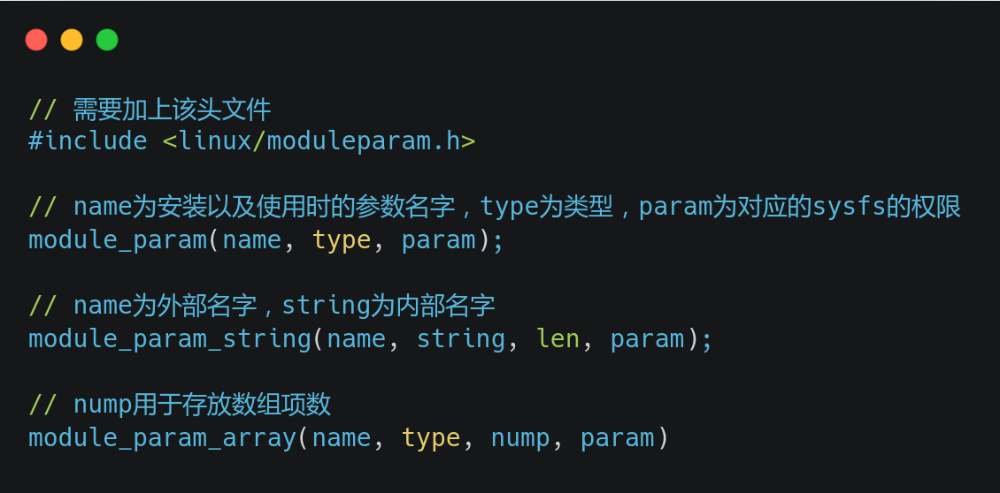 // 需要加上该头文件
#include <linux/moduleparam.h>
// name为安装以及使用时的参数名字，type为类型，param为对应的sysfs的权限
module_param(name, type, param);
// name为外部名字，string为内部名字
module_param_string(name, string, len, param);
// nump用于存放数组项数
module_param_array(name, type, nump, param)